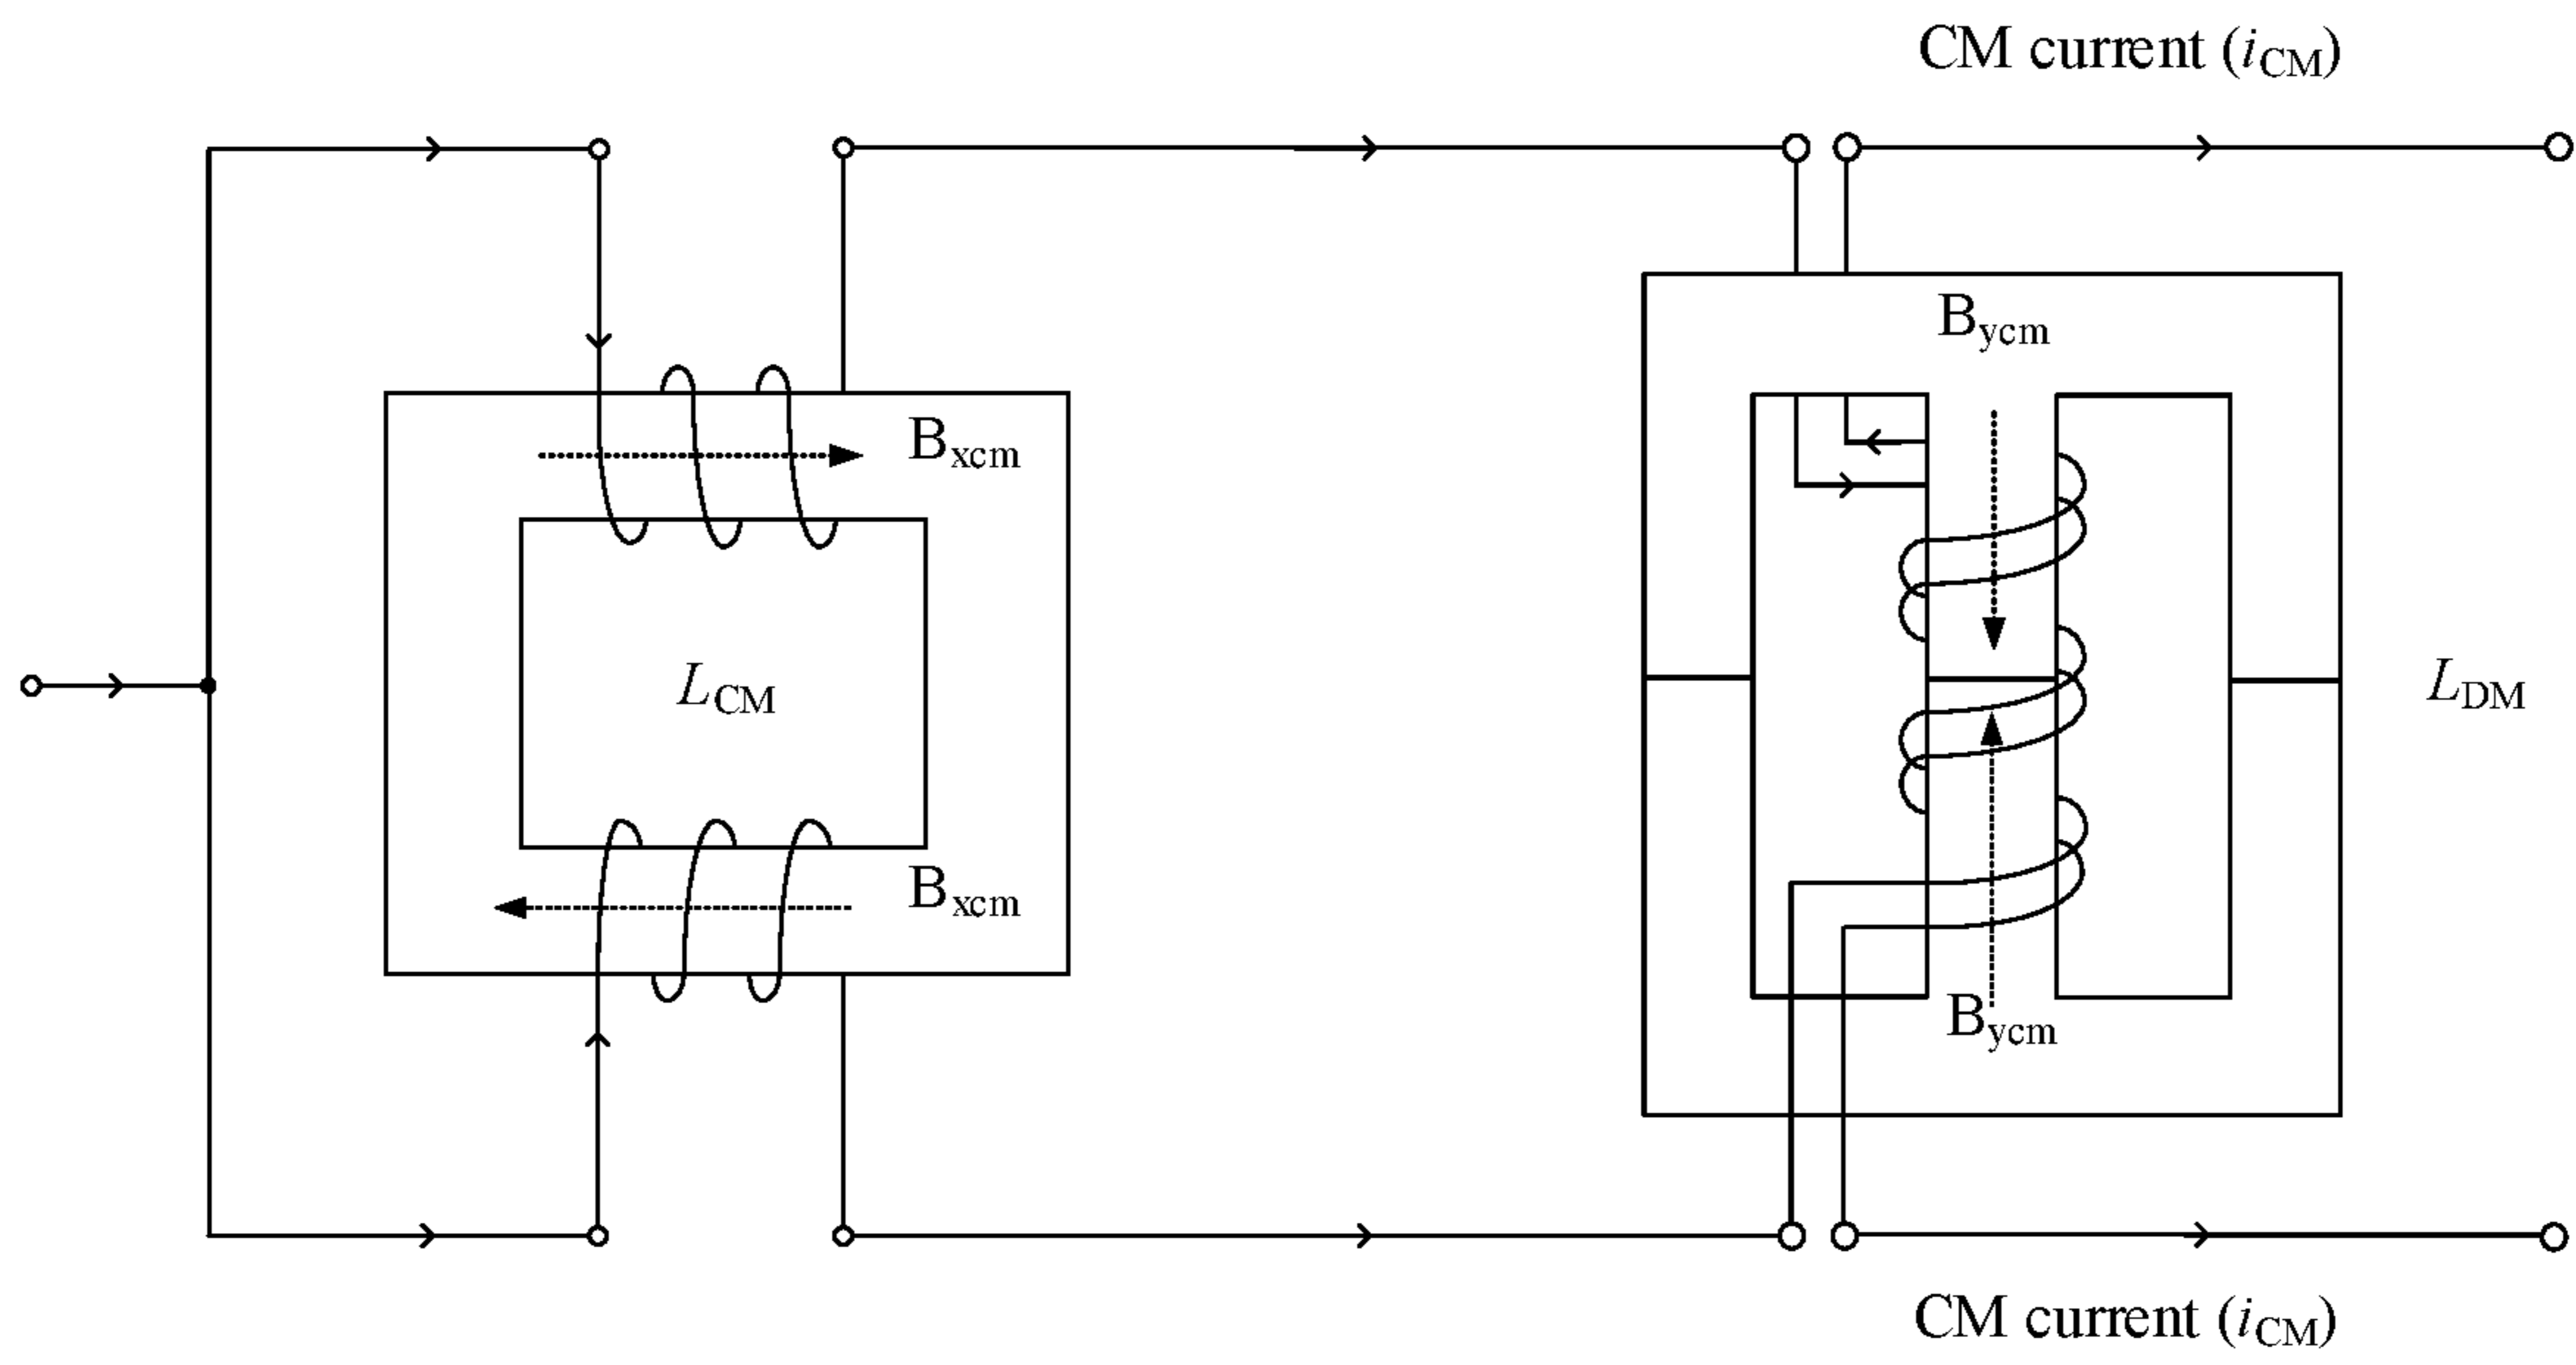 CM current (iCM)
Bycm
Bxcm
LCM
LDM
Bxcm
Bycm
CM current (iCM)